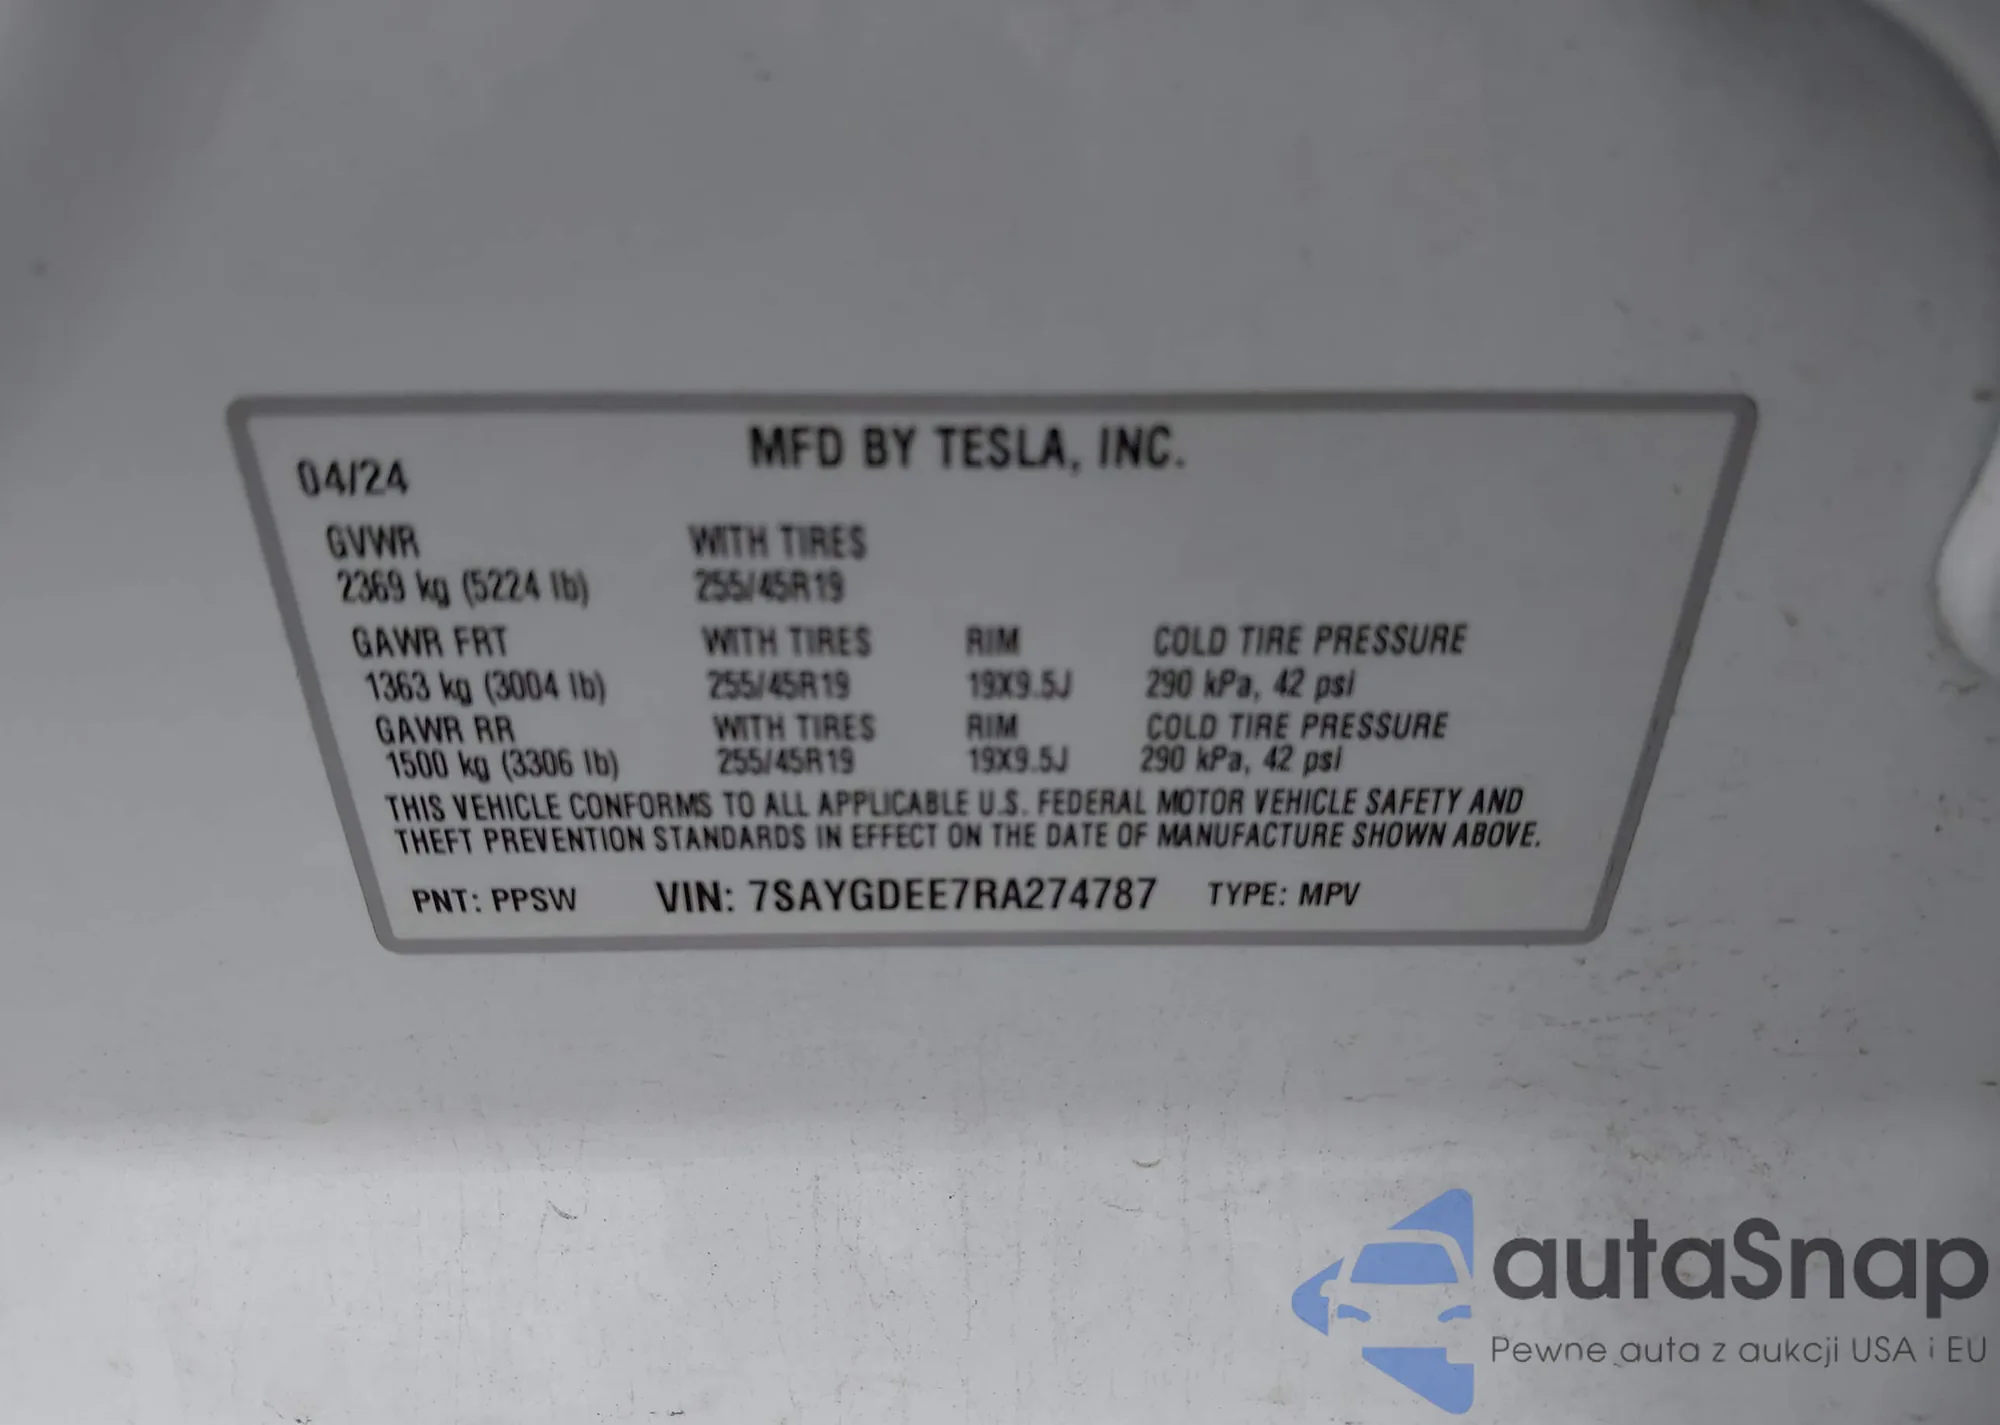 MFD BY TESLA, INC.
04/24
GVWR WITH TIRES
2369 kg (5224 lb) 255/45R19
GAWR FRT WITH TIRES RIM COLD TIRE PRESSURE
1363 kg (3004 lb) 255/45R19 19X9.5J 290 kPa, 42 psi
GAWR RR WITH TIRES RIM COLD TIRE PRESSURE
1500 kg (3306 lb) 255/45R19 19X9.5J 290 kPa, 42 psi
THIS VEHICLE CONFORMS TO ALL APPLICABLE U.S. FEDERAL MOTOR VEHICLE SAFETY AND
THEFT PREVENTION STANDARDS IN EFFECT ON THE DATE OF MANUFACTURE SHOWN ABOVE.
PNT: PPSW VIN: 7SAYGDEE7RA274787 TYPE: MPV
autaSnap
Pewne auta z aukcji USA i EU